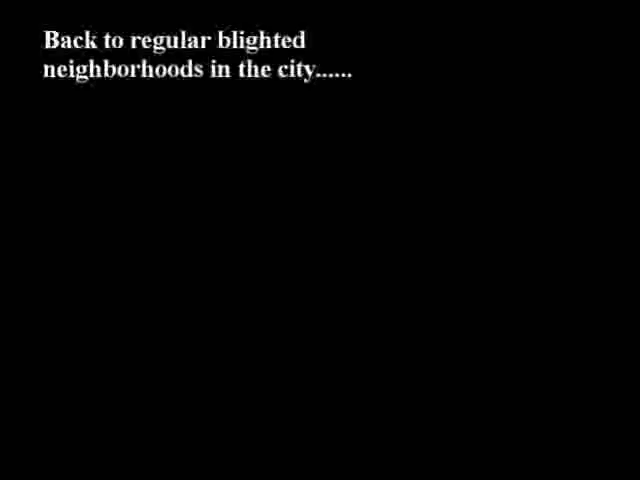 Back to regular blighted
neighborhoods in the city......